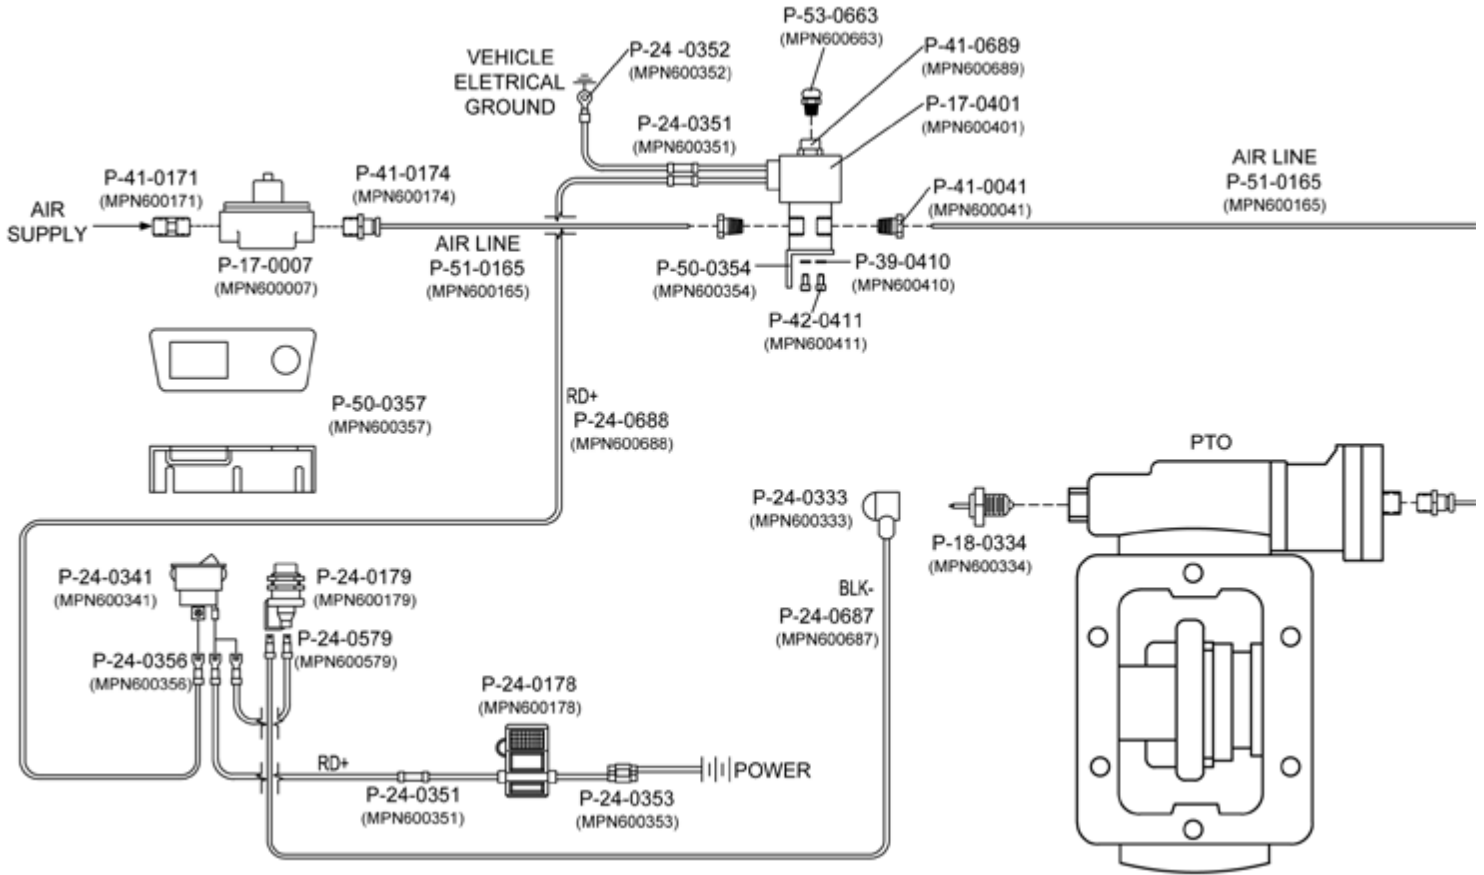 P-53-0663
(MPN600663)
P-24 -0352
(MPN600352)
P-41-0689
(MPN600689)
VEHICLE
ELETRICAL
GROUND
P-17-0401
(MPN600401)
P-24-0351
(MPN600351)
P-41-0171
(MPN600171)
P-41-0174
(MPN600174)
P-41-0041
(MPN600041)
AIR LINE
P-51-0165
(MPN600165)
AIR
SUPPLY
P-17-0007
(MPN600007)
AIR LINE
P-51-0165
(MPN600165)
P-50-0354
(MPN600354)
P-39-0410
(MPN600410)
P-42-0411
(MPN600411)
P-50-0357
(MPN600357)
RD+
P-24-0688
(MPN600688)
PTO
P-24-0333
(MPN600333)
P-18-0334
(MPN600334)
P-24-0341
(MPN600341)
P-24-0179
(MPN600179)
BLK-
P-24-0687
(MPN600687)
P-24-0579
(MPN600579)
P-24-0356
(MPN600356)
P-24-0178
(MPN600178)
RD+
POWER
P-24-0351
(MPN600351)
P-24-0353
(MPN600353)